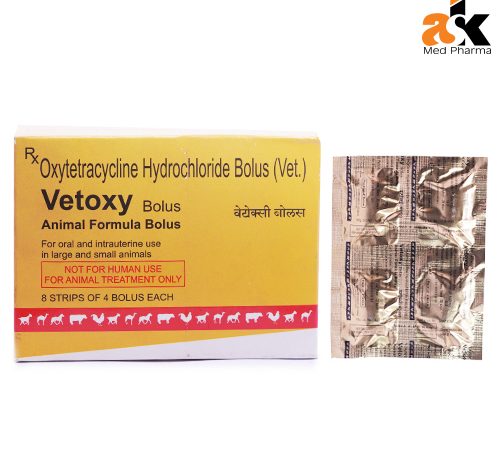 ark
Med Pharma
Rx Oxytetracycline Hydrochloride Bolus (Vet.)
Vetoxy Bolus
वेटोक्सी बोलस
Animal Formula Bolus
For oral and intrauterine use
in large and small animals
NOT FOR HUMAN USE
FOR ANIMAL TREATMENT ONLY
8 STRIPS OF 4 BOLUS EACH